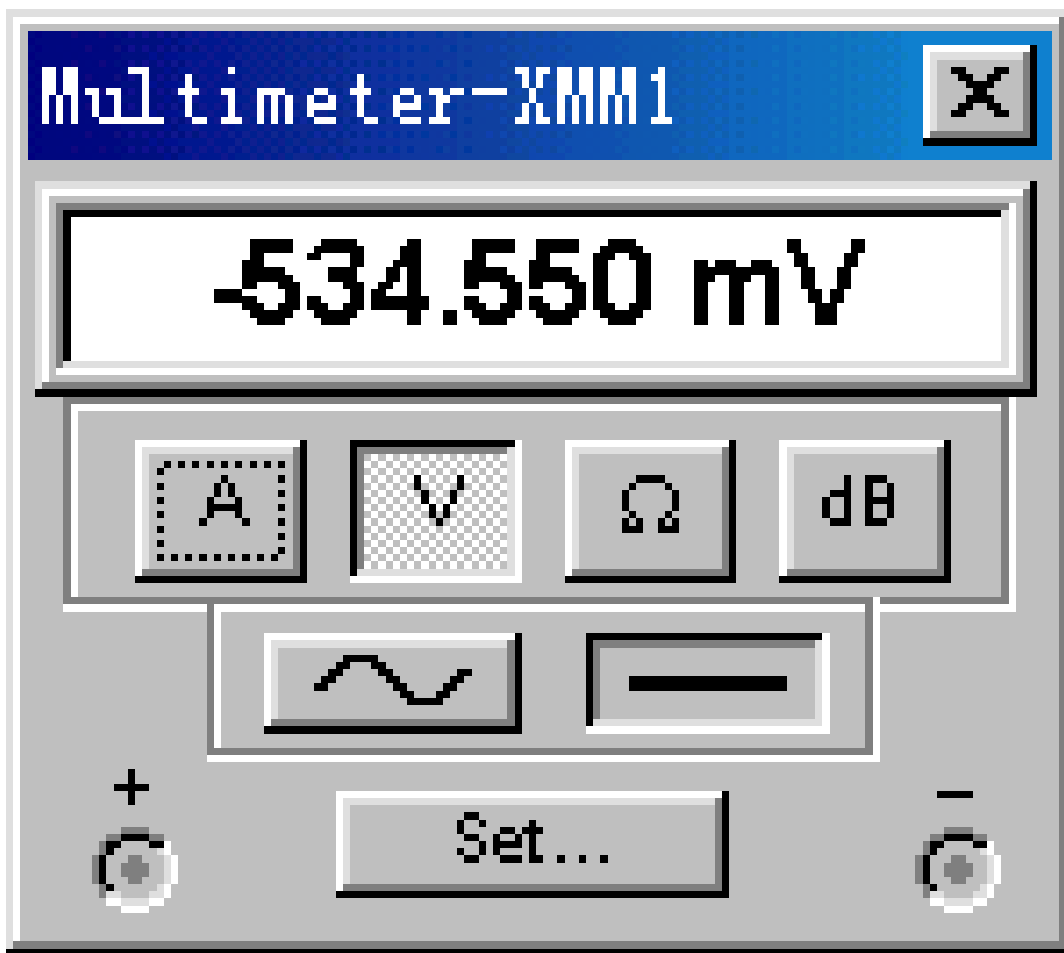 Multimeter-XMM1
-534.550 mV
A V Ω dB
+ −
Set...